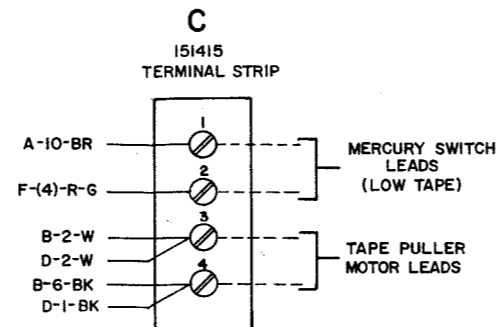 C
151415
TERMINAL STRIP
1
A-10-BR
MERCURY SWITCH
LEADS
(LOW TAPE)
2
F-(4)-R-G
3
B-2-W
D-2-W
TAPE PULLER
MOTOR LEADS
4
B-6-BK
D-1-BK